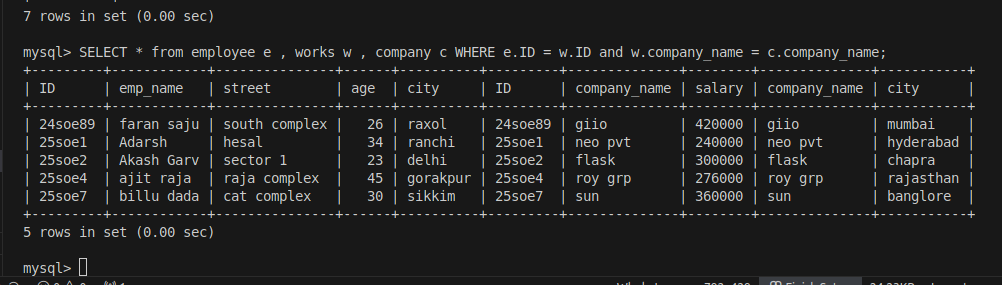 7 rows in set (0.00 sec)
mysql> SELECT * from employee e , works w , company c WHERE e.ID = w.ID and w.company_name = c.company_name;
+---------+------------+---------------+------+----------+---------+--------------+--------+--------------+-----------+
| ID      | emp_name   | street        | age  | city     | ID      | company_name | salary | company_name | city      |
+---------+------------+---------------+------+----------+---------+--------------+--------+--------------+-----------+
| 24soe89 | faran saju | south complex |   26 | raxol    | 24soe89 | giio         | 420000 | giio         | mumbai    |
| 25soe1  | Adarsh     | hesal         |   34 | ranchi   | 25soe1  | neo pvt      | 240000 | neo pvt      | hyderabad |
| 25soe2  | Akash Garv | sector 1      |   23 | delhi    | 25soe2  | flask        | 300000 | flask        | chapra    |
| 25soe4  | ajit raja  | raja complex  |   45 | gorakpur | 25soe4  | roy grp      | 276000 | roy grp      | rajasthan |
| 25soe7  | billu dada | cat complex   |   30 | sikkim   | 25soe7  | sun          | 360000 | sun          | banglore  |
+---------+------------+---------------+------+----------+---------+--------------+--------+--------------+-----------+
5 rows in set (0.00 sec)
mysql>